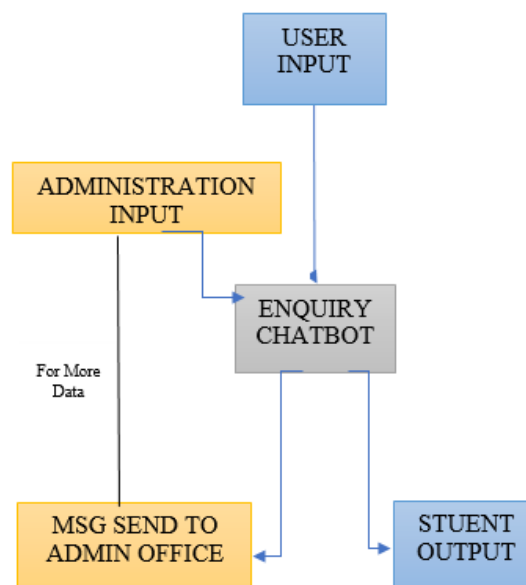 USER
INPUT
ADMINISTRATION
INPUT
ENQUIRY
CHATBOT
For More
Data
MSG SEND TO
ADMIN OFFICE
STUENT
OUTPUT